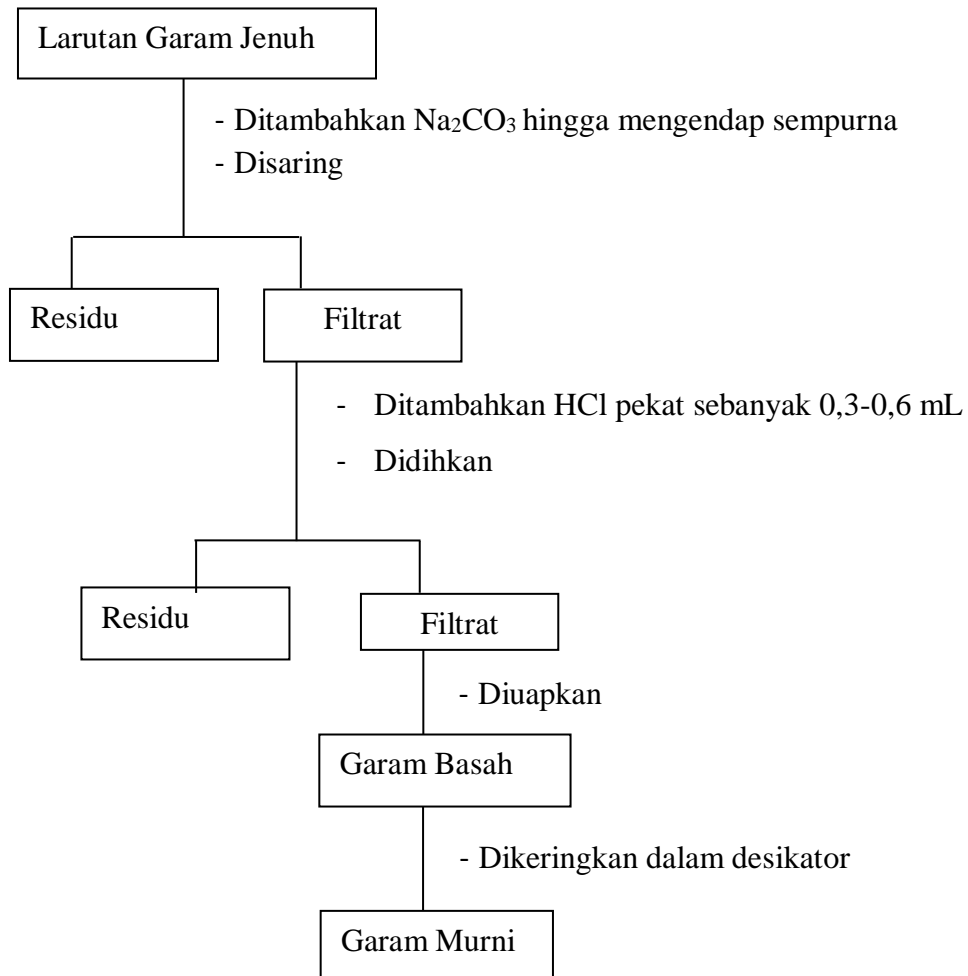 Larutan Garam Jenuh
- Ditambahkan Na₂CO₃ hingga mengendap sempurna
- Disaring
Residu
Filtrat
- Ditambahkan HCl pekat sebanyak 0,3-0,6 mL
- Didihkan
Residu
Filtrat
- Diuapkan
Garam Basah
- Dikeringkan dalam desikator
Garam Murni